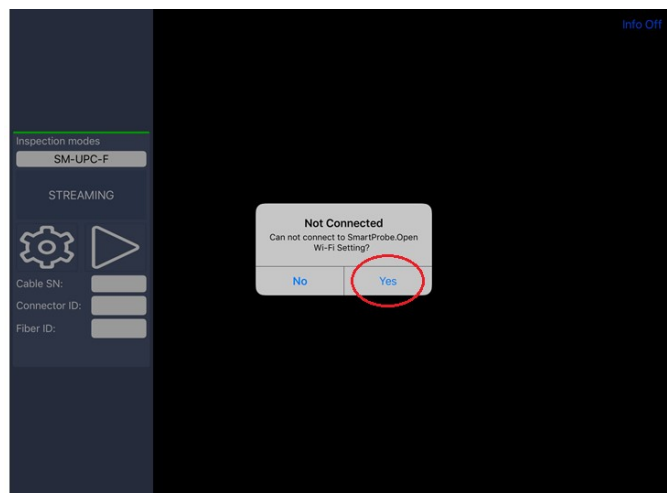 Info Off
Inspection modes
SM-UPC-F
STREAMING
Cable SN:
Connector ID:
Fiber ID:
Not Connected
Can not connect to SmartProbe.Open
Wi-Fi Setting?
No
Yes